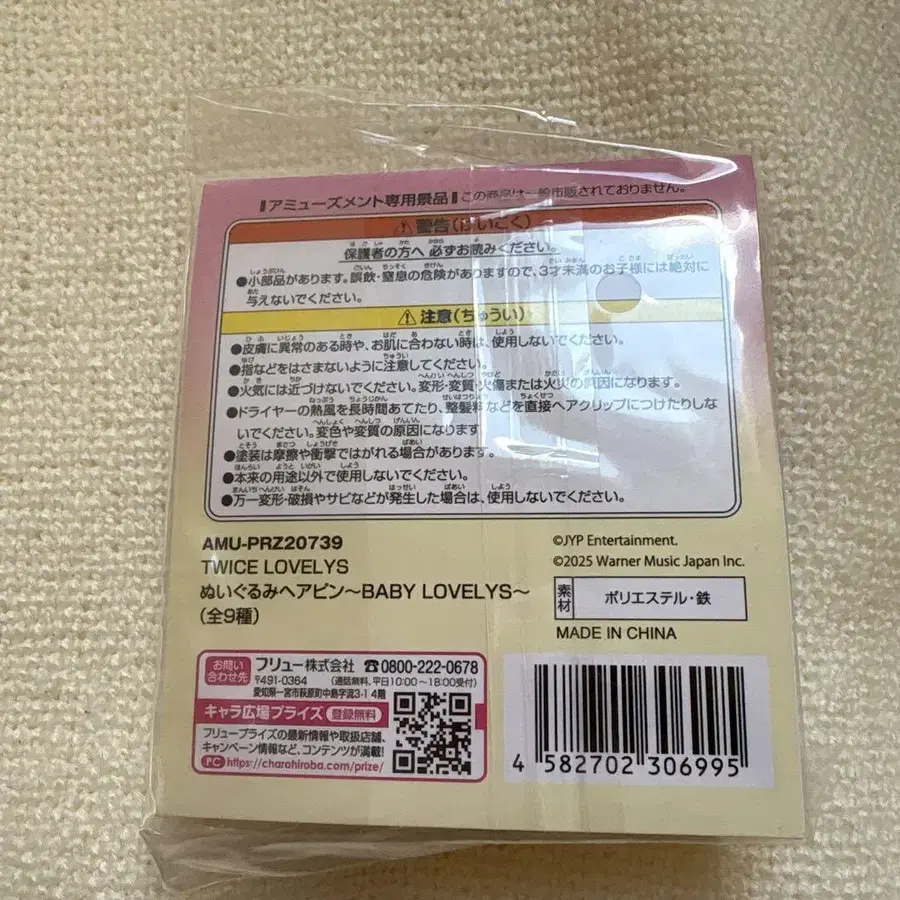 アミューズメント専用景品 この商品は一般市販されておりません。
⚠警告(けいこく)
保護者の方へ 必ずお読みください。
●小部品があります。誤飲・窒息の危険がありますので、3才未満のお子様には絶対に
与えないでください。
⚠注意(ちゅうい)
●皮膚に異常のある時や、お肌に合わない時は、使用しないでください。
●指などをはさまないように注意してください。
●火気には近づけないでください。変形・変質・火傷または火災の原因になります。
●ドライヤーの熱風を長時間あてたり、整髪料などを直接ヘアクリップにつけたりしな
いでください。変色や変質の原因になります
●塗装は摩擦や衝撃ではがれる場合があります。
●本来の用途以外で使用しないでください。
●万一変形・破損やサビなどが発生した場合は、使用しないでください。
AMU-PRZ20739
TWICE LOVELYS
ぬいぐるみヘアピン～BABY LOVELYS～
(全9種)
©JYP Entertainment.
©2025 Warner Music Japan Inc.
素材 ポリエステル・鉄
MADE IN CHINA
お問い合わせ先 フリュー株式会社 ☎0800-222-0678
〒491-0364 (通話無料、平日10:00～18:00受付)
愛知県一宮市萩原町中島字流3-1 4階
キャラ広場プライズ 登録無料
フリュープライズの最新情報や取扱店舗、
キャンペーン情報など、コンテンツが満載!
PC https://charahiroba.com/prize/
4 582702 306995